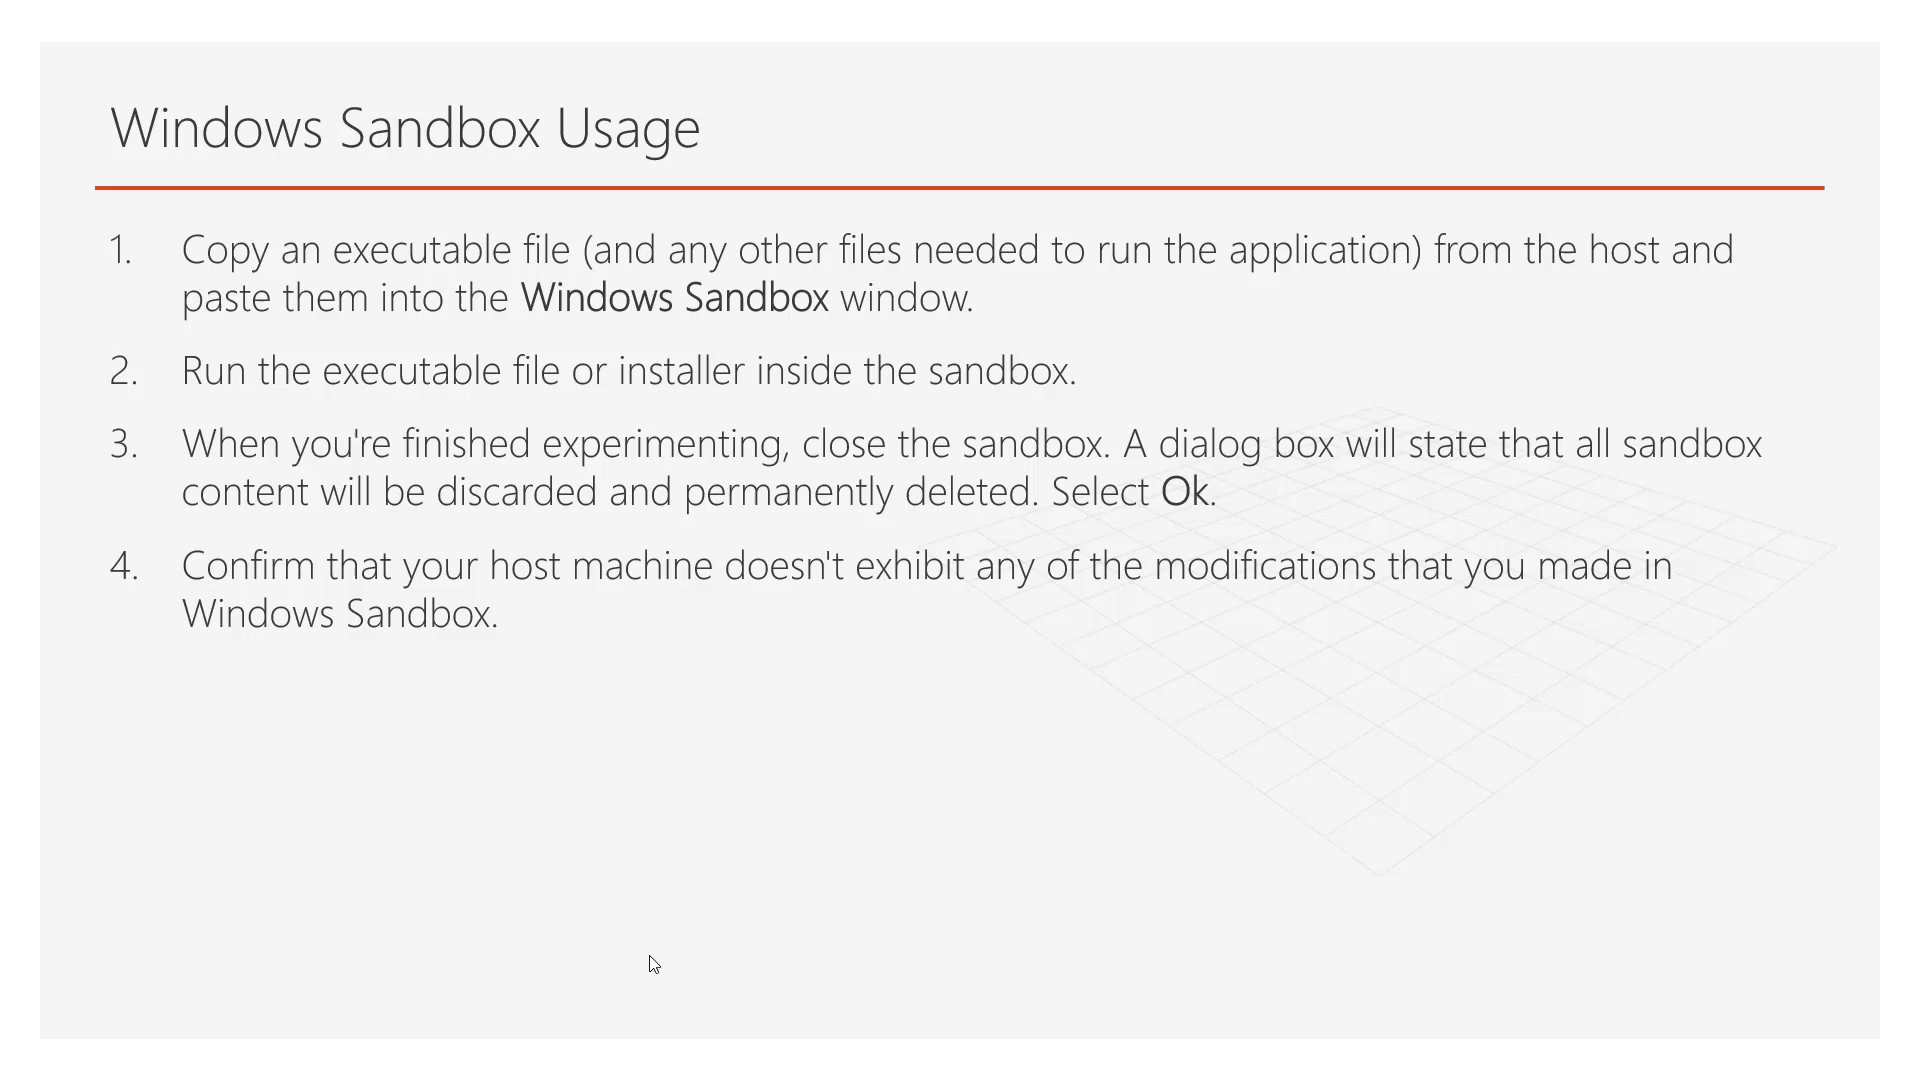 Windows Sandbox Usage
1. Copy an executable file (and any other files needed to run the application) from the host and
paste them into the Windows Sandbox window.
2. Run the executable file or installer inside the sandbox.
3. When you're finished experimenting, close the sandbox. A dialog box will state that all sandbox
content will be discarded and permanently deleted. Select Ok.
4. Confirm that your host machine doesn't exhibit any of the modifications that you made in
Windows Sandbox.